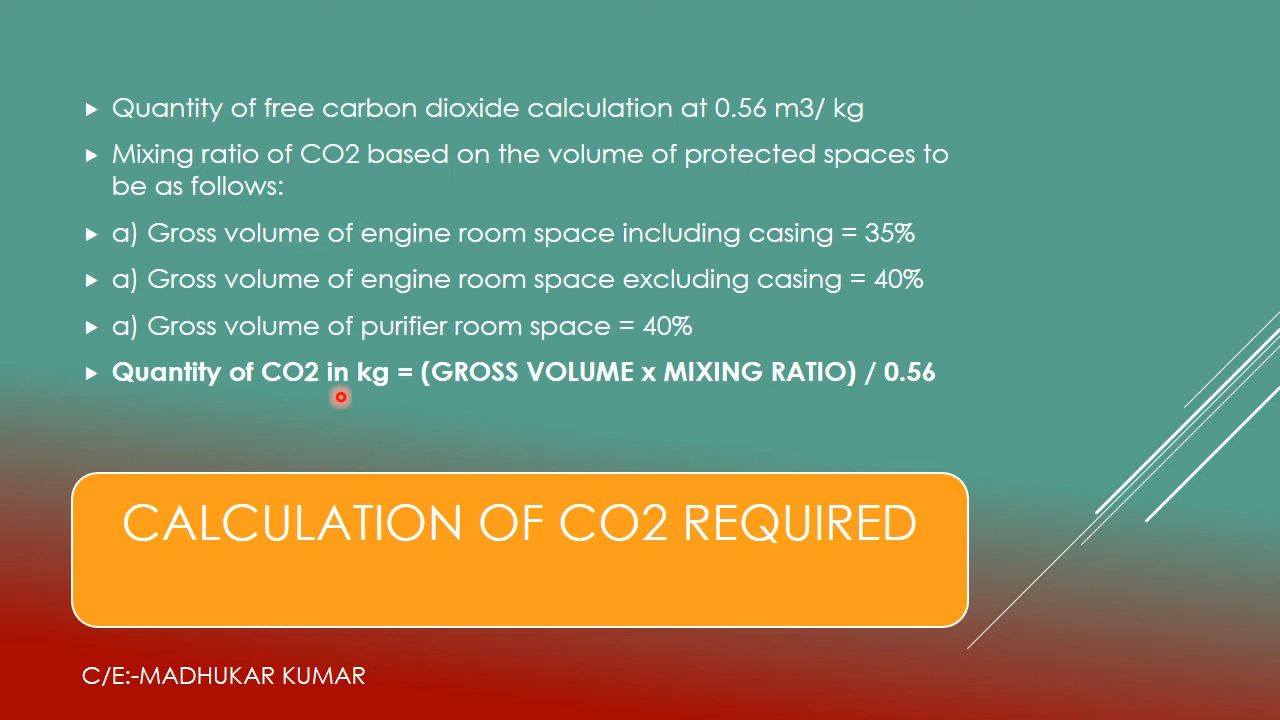 Quantity of free carbon dioxide calculation at 0.56 m3/ kg
Mixing ratio of CO2 based on the volume of protected spaces to
be as follows:
a) Gross volume of engine room space including casing = 35%
a) Gross volume of engine room space excluding casing = 40%
a) Gross volume of purifier room space = 40%
Quantity of CO2 in kg = (GROSS VOLUME x MIXING RATIO) / 0.56
CALCULATION OF CO2 REQUIRED
C/E:-MADHUKAR KUMAR